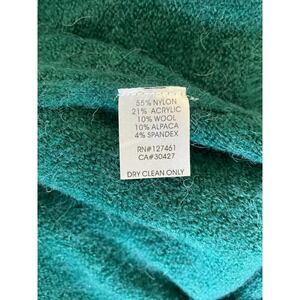 55% NYLON
21% ACRYLIC
10% WOOL
10% ALPACA
4% SPANDEX
RN#127461
CA#30427
DRY CLEAN ONLY